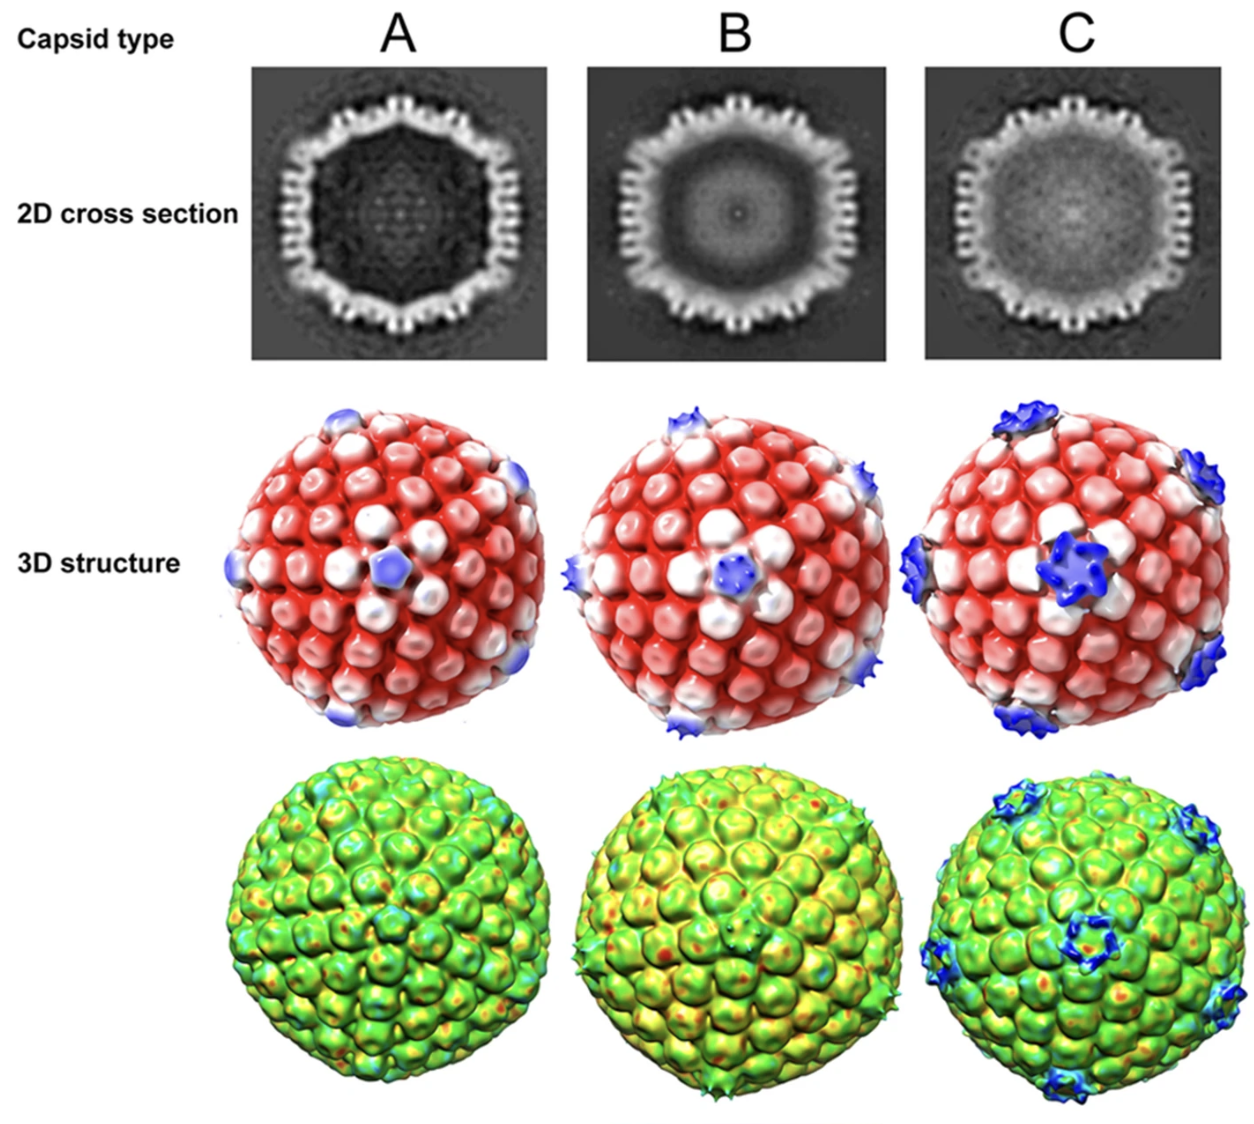 Capsid type A B C
2D cross section
3D structure